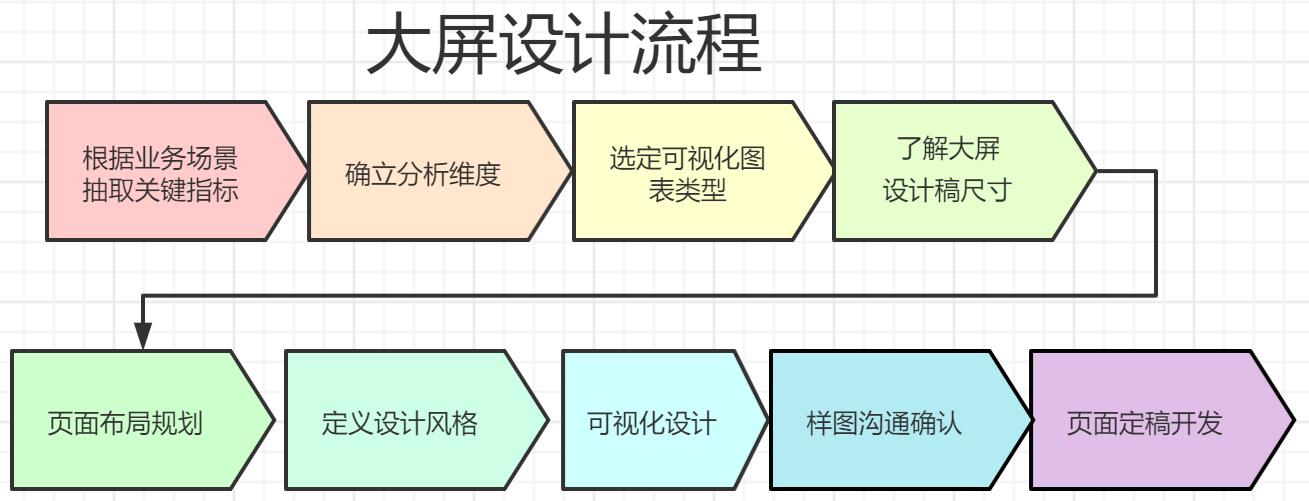 大屏设计流程
根据业务场景
抽取关键指标
确立分析维度
选定可视化图
表类型
了解大屏
设计稿尺寸
页面布局规划
定义设计风格
可视化设计
样图沟通确认
页面定稿开发